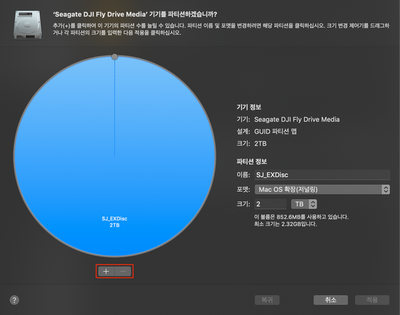 'Seagate DJI Fly Drive Media' 기기를 파티션하겠습니까?
추가(+)를 클릭하여 이 기기의 파티션 수를 늘릴 수 있습니다. 파티션 이름 및 포맷을 변경하려면 해당 파티션을 클릭하십시오. 크기 변경 제어기를 드래그하거나 각 파티션의 크기를 입력한 다음 적용을 클릭하십시오.
기기 정보
기기: Seagate DJI Fly Drive Media
설계: GUID 파티션 맵
크기: 2TB
파티션 정보
이름: SJ_EXDisc
포맷: Mac OS 확장(저널링)
크기: 2 TB
이 볼륨은 852.6MB를 사용하고 있습니다.
최소 크기는 2.32GB입니다.
SJ_EXDisc
2TB
+ −
? 복귀 취소 적용